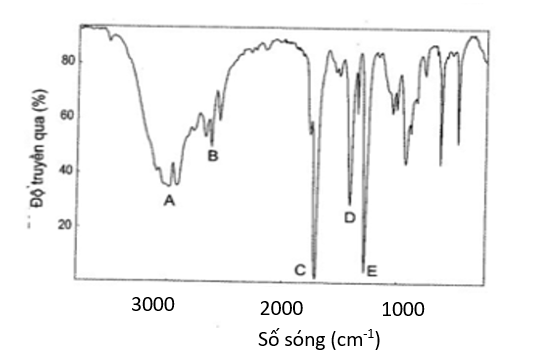 Độ truyền qua (%)
80
60
40
20
A
B
C
D
E
3000
2000
1000
Số sóng (cm⁻¹)